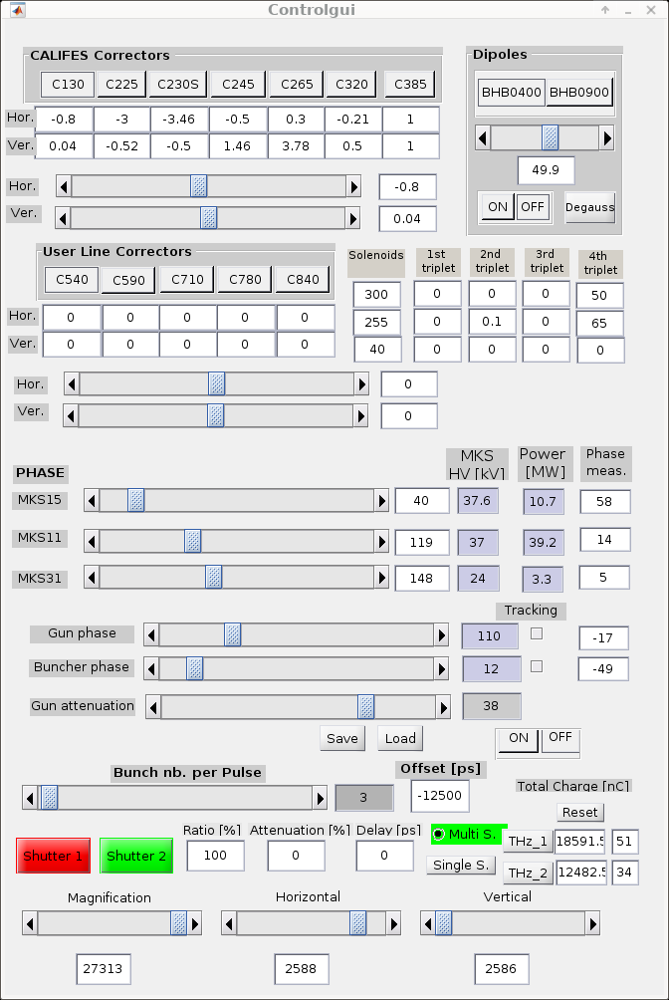 Controlgui
CALIFES Correctors
C130 C225 C230S C245 C265 C320 C385
Hor. -0.8 -3 -3.46 -0.5 0.3 -0.21 1
Ver. 0.04 -0.52 -0.5 1.46 3.78 0.5 1
Hor. -0.8
Ver. 0.04
Dipoles
BHB0400 BHB0900
49.9
ON OFF Degauss
User Line Correctors
C540 C590 C710 C780 C840
Hor. 0 0 0 0 0
Ver. 0 0 0 0 0
Hor. 0
Ver. 0
Solenoids 1st triplet 2nd triplet 3rd triplet 4th triplet
300 0 0 0 50
255 0 0.1 0 65
40 0 0 0 0
PHASE MKS HV [kV] Power [MW] Phase meas.
MKS15 40 37.6 10.7 58
MKS11 119 37 39.2 14
MKS31 148 24 3.3 5
Tracking
Gun phase 110 -17
Buncher phase 12 -49
Gun attenuation 38
Save Load ON OFF
Bunch nb. per Pulse Offset [ps]
3 -12500
Total Charge [nC]
Reset
Shutter 1 Shutter 2
Ratio [%] Attenuation [%] Delay [ps]
100 0 0
Multi S.
Single S.
THz_1 18591.5 51
THz_2 12482.5 34
Magnification Horizontal Vertical
27313 2588 2586